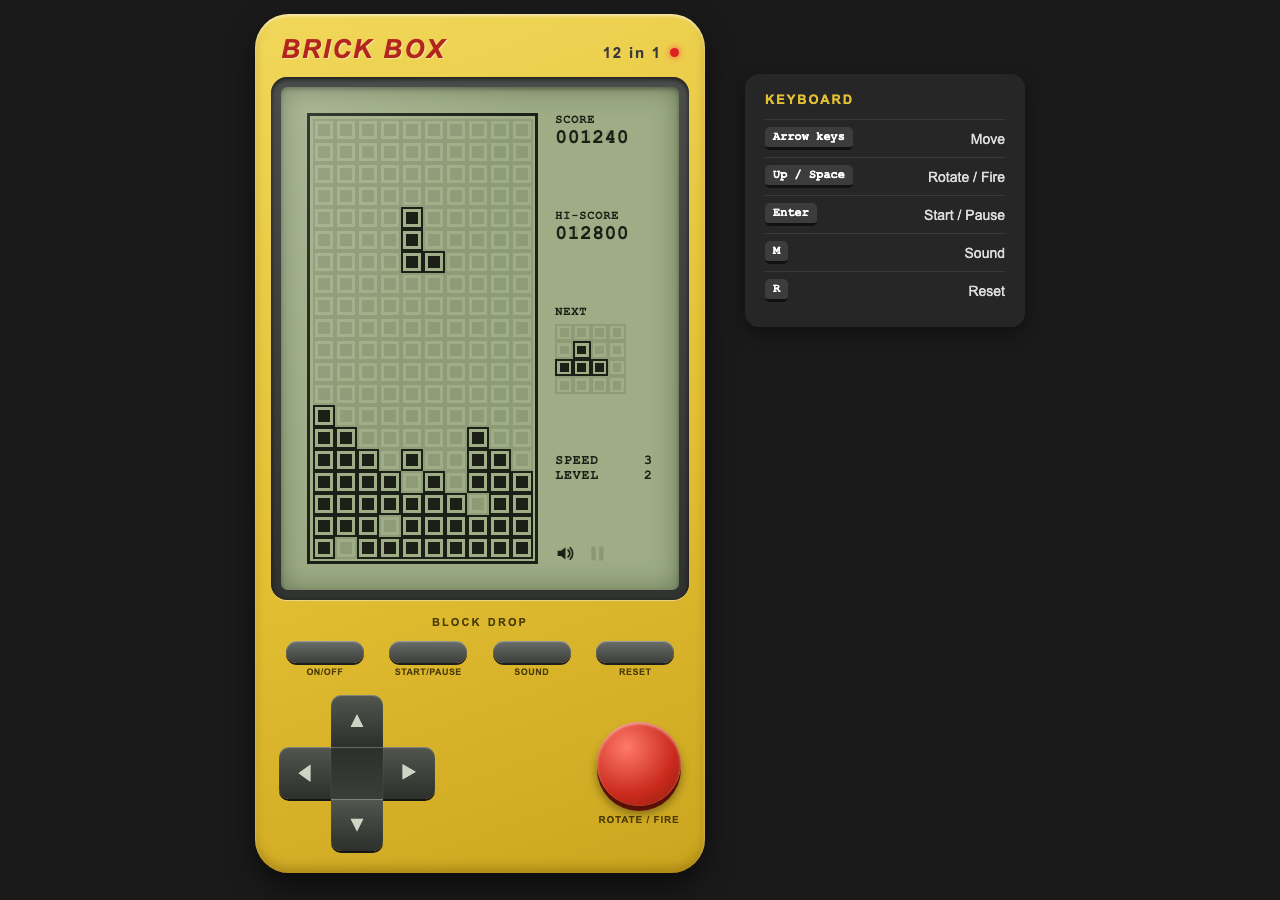 BRICK BOX
12 in 1
SCORE
001240
HI-SCORE
012800
NEXT
SPEED 3
LEVEL 2
BLOCK DROP
ON/OFF
START/PAUSE
SOUND
RESET
ROTATE / FIRE
KEYBOARD
Arrow keys Move
Up / Space Rotate / Fire
Enter Start / Pause
M Sound
R Reset